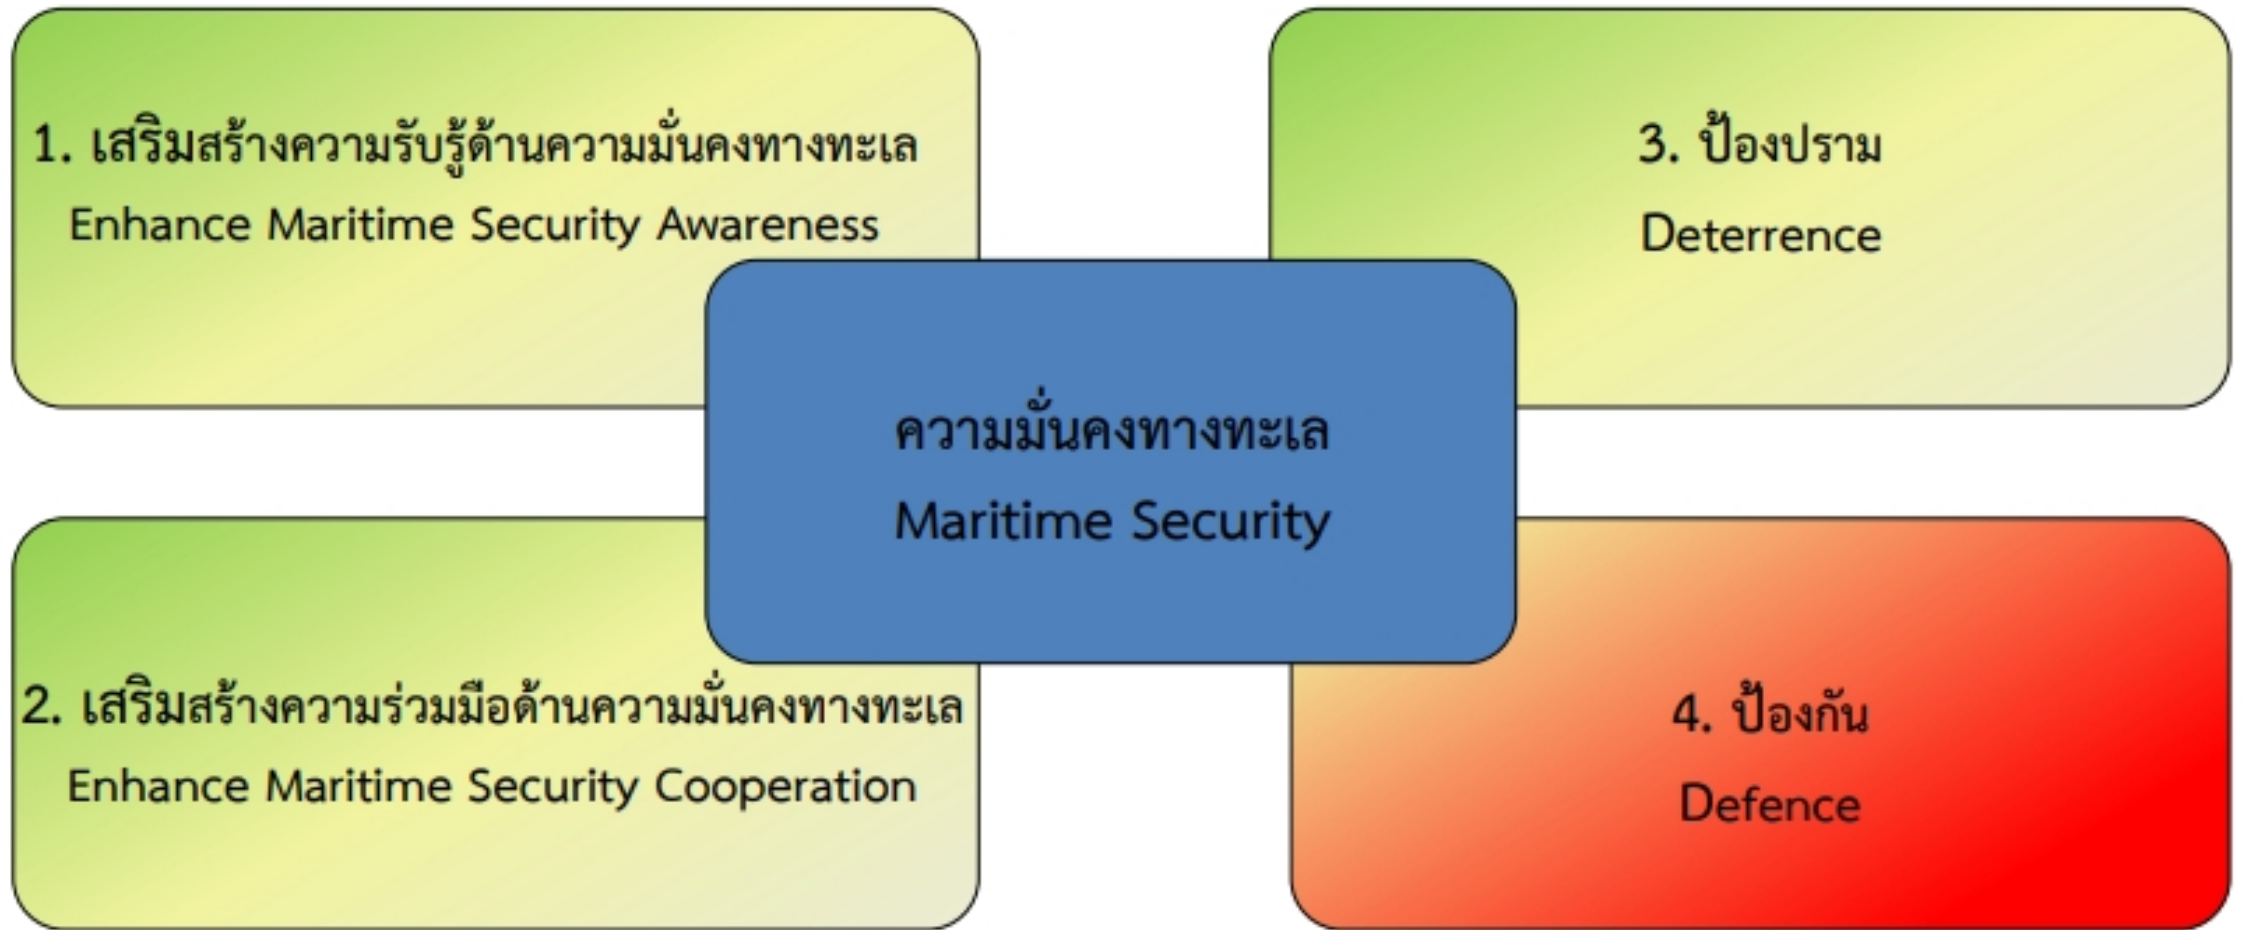 1. เสริมสร้างความรับรู้ด้านความมั่นคงทางทะเล
Enhance Maritime Security Awareness
2. เสริมสร้างความร่วมมือด้านความมั่นคงทางทะเล
Enhance Maritime Security Cooperation
ความมั่นคงทางทะเล
Maritime Security
3. ป้องปราม
Deterrence
4. ป้องกัน
Defence